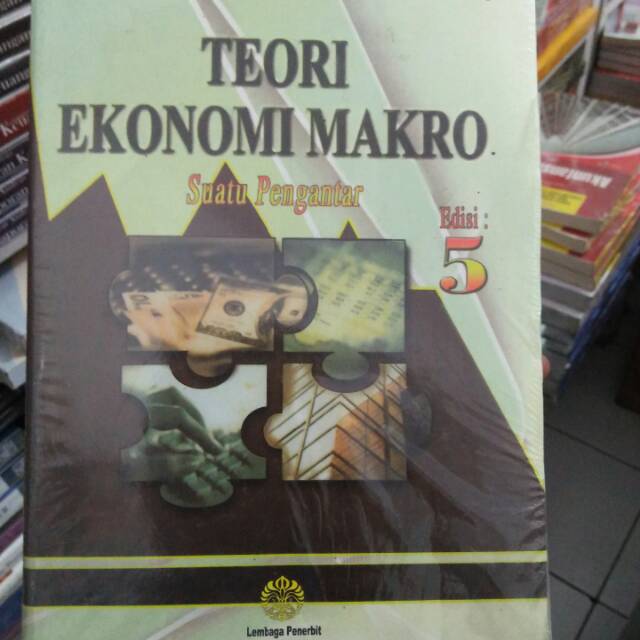 TEORI
EKONOMI MAKRO.
Suatu Pengantar
Edisi :
5
Lembaga Penerbit